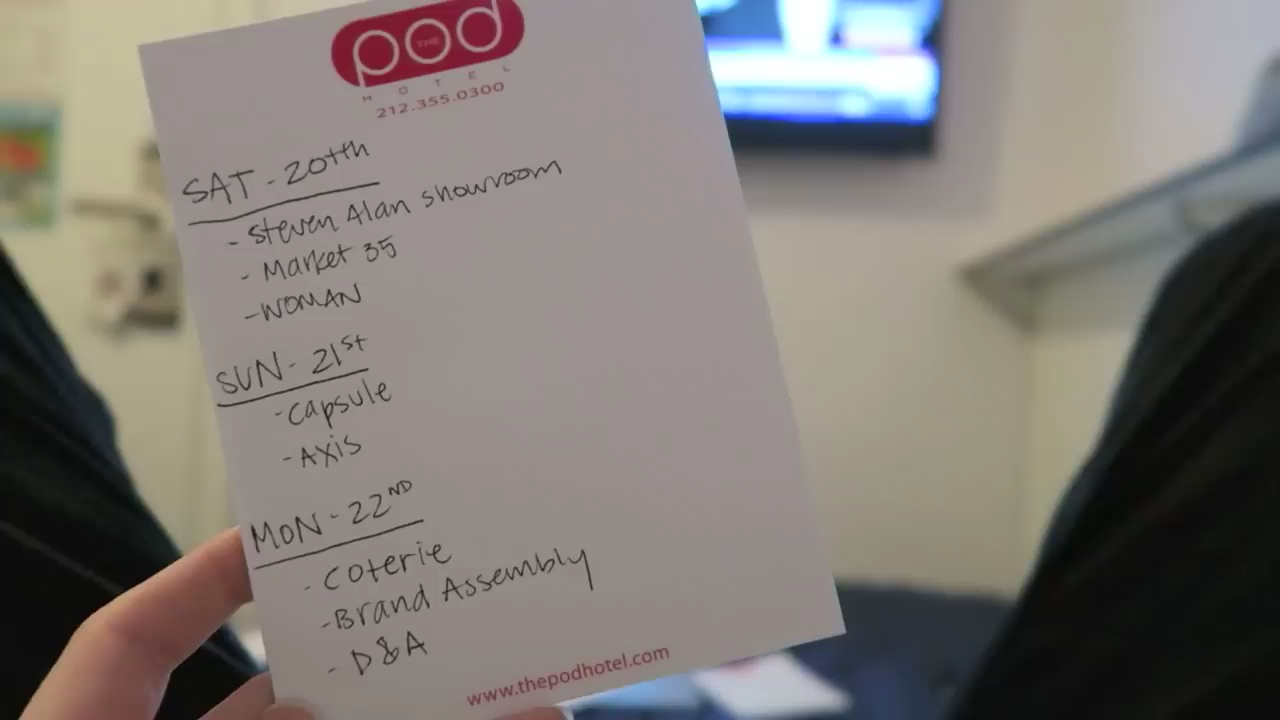 THE pod
HOTEL
212.355.0300
SAT - 20tth
- Steven Alan showroom
- Market 35
- WOMAN
SUN - 21st
- Capsule
- AXIS
MON - 22ND
- Coterie
- Brand Assembly
- D&A
www.thepodhotel.com